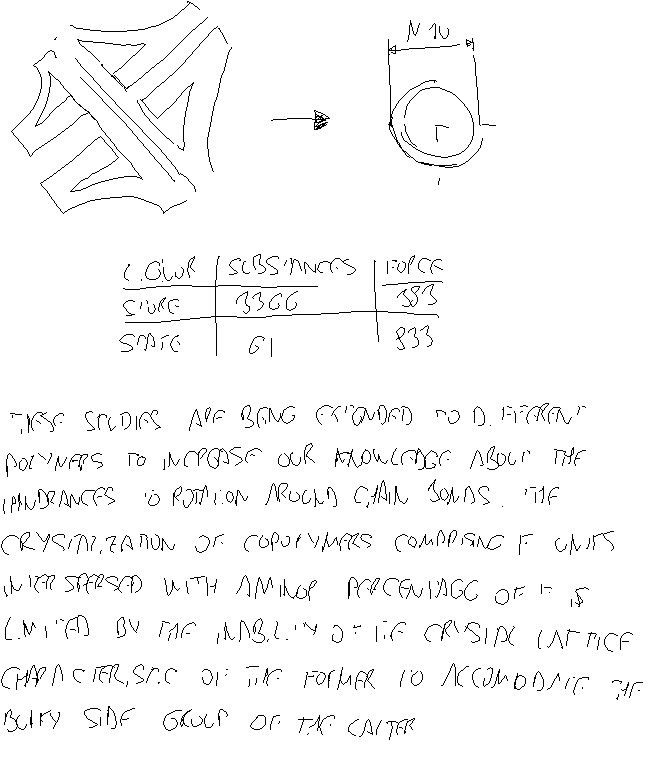 N 10
r
COLOUR SUBSTANCES FORCE
STORE 3366 383
STATE 61 833
THESE STUDIES ARE BEING EXTENDED TO DIFFERENT
POLYMERS TO INCREASE OUR KNOWLEDGE ABOUT THE
HINDRANCES TO ROTATION AROUND CHAIN BONDS. THE
CRYSTALLIZATION OF COPOLYMERS COMPRISING F UNITS
INTERSPERSED WITH A MINOR PERCENTAGE OF T IS
LIMITED BY THE INABILITY OF THE CRYSTAL LATTICE
CHARACTERISTIC OF THE FORMER TO ACCOMODATE THE
BULKY SIDE GROUP OF THE LATTER